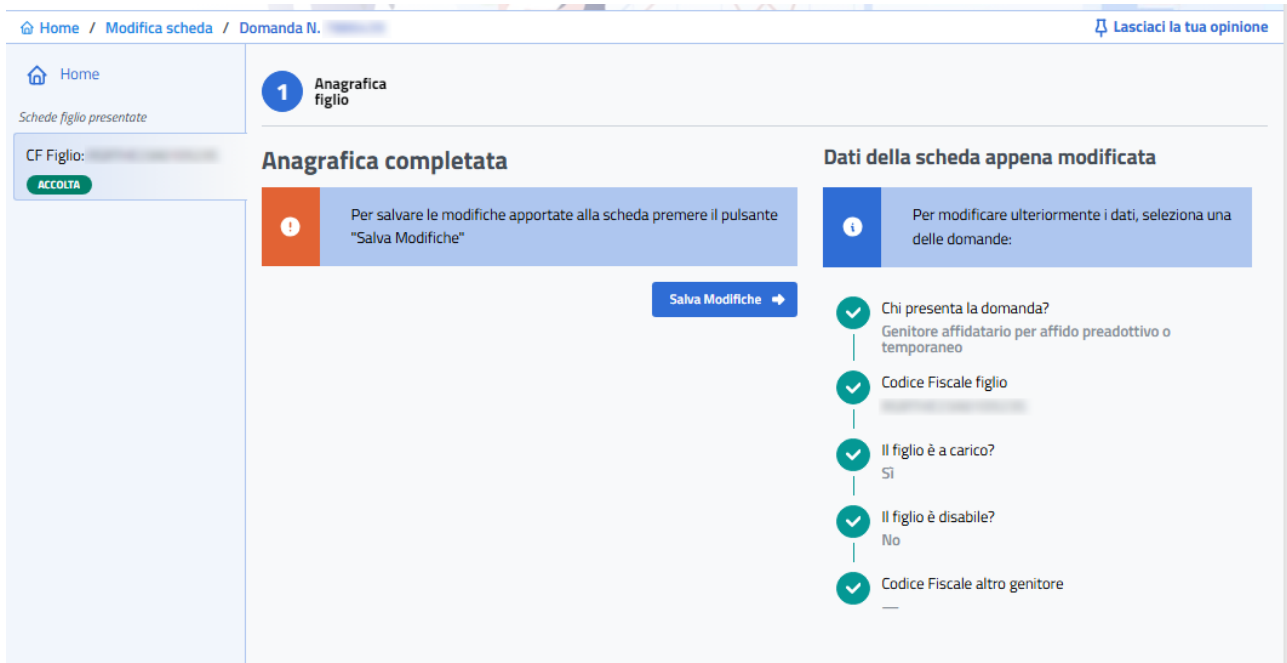 Home / Modifica scheda / Domanda N.
Lasciaci la tua opinione
Home
Schede figlio presentate
CF Figlio:
ACCOLTA
1 Anagrafica
figlio
Anagrafica completata
Per salvare le modifiche apportate alla scheda premere il pulsante
"Salva Modifiche"
Salva Modifiche
Dati della scheda appena modificata
Per modificare ulteriormente i dati, seleziona una
delle domande:
Chi presenta la domanda?
Genitore affidatario per affido preadottivo o
temporaneo
Codice Fiscale figlio
Il figlio è a carico?
Sì
Il figlio è disabile?
No
Codice Fiscale altro genitore
—